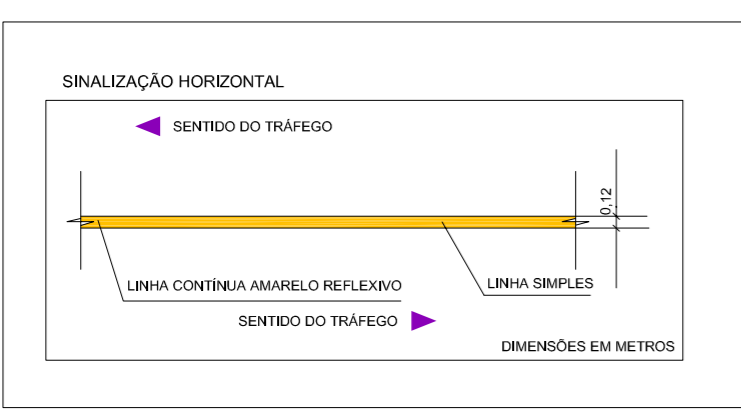 SINALIZAÇÃO HORIZONTAL
SENTIDO DO TRÁFEGO
0,12
LINHA CONTÍNUA AMARELO REFLEXIVO
LINHA SIMPLES
SENTIDO DO TRÁFEGO
DIMENSÕES EM METROS